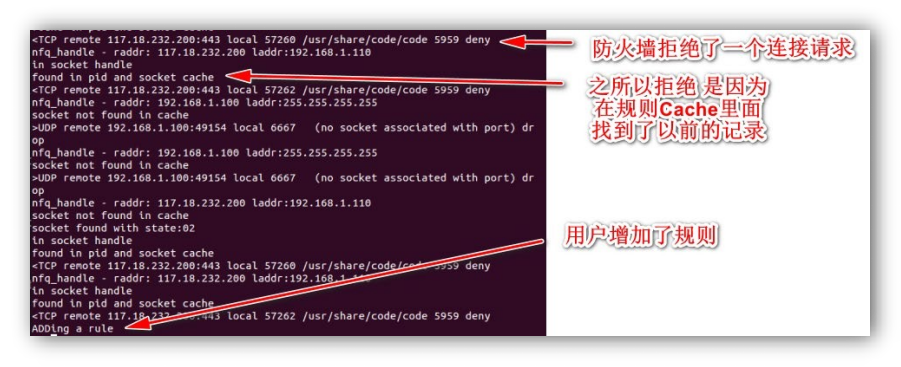 <TCP remote 117.18.232.200:443 local 57260 /usr/share/code/code 5959 deny
nfq_handle - raddr: 117.18.232.200 laddr:192.168.1.110
in socket handle
found in pid and socket cache
<TCP remote 117.18.232.200:443 local 57262 /usr/share/code/code 5959 deny
nfq_handle - raddr: 192.168.1.100 laddr:255.255.255.255
socket not found in cache
>UDP remote 192.168.1.100:49154 local 6667 (no socket associated with port) dr
op
nfq_handle - raddr: 192.168.1.100 laddr:255.255.255.255
socket not found in cache
>UDP remote 192.168.1.100:49154 local 6667 (no socket associated with port) dr
op
nfq_handle - raddr: 117.18.232.200 laddr:192.168.1.110
socket not found in cache
socket found with state:02
in socket handle
found in pid and socket cache
<TCP remote 117.18.232.200:443 local 57260 /usr/share/code/code 5959 deny
nfq_handle - raddr: 117.18.232.200
in socket handle
found in pid and socket cache
<TCP remote 117.18.232.200:443 local 57262 /usr/share/code/code 5959 deny
ADDing a rule
防火墙拒绝了一个连接请求
之所以拒绝 是因为
在规则Cache里面
找到了以前的记录
用户增加了规则